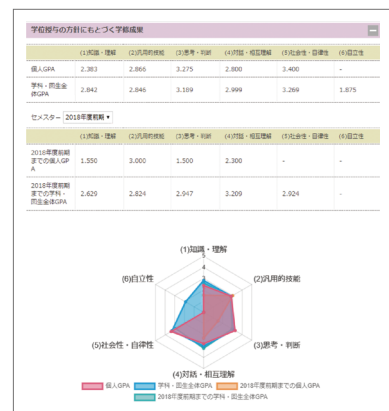 学位授与の方針にもとづく学修成果
(1)知識・理解 (2)汎用的技能 (3)思考・判断 (4)対話・相互理解 (5)社会性・自律性 (6)自立性
個人GPA 2.383 2.866 3.275 2.800 3.400 -
学科・回生全体GPA 2.842 2.846 3.189 2.999 3.269 1.875
セメスター 2018年度前期
(1)知識・理解 (2)汎用的技能 (3)思考・判断 (4)対話・相互理解 (5)社会性・自律性 (6)自立性
2018年度前期までの個人GPA 1.550 3.000 1.500 2.300 - -
2018年度前期までの学科・回生全体GPA 2.629 2.824 2.947 3.209 2.924 -
(1)知識・理解
5
4
3
(6)自立性 (2)汎用的技能
(5)社会性・自律性 (3)思考・判断
(4)対話・相互理解
個人GPA 学科・回生全体GPA 2018年度前期までの個人GPA
2018年度前期までの学科・回生全体GPA